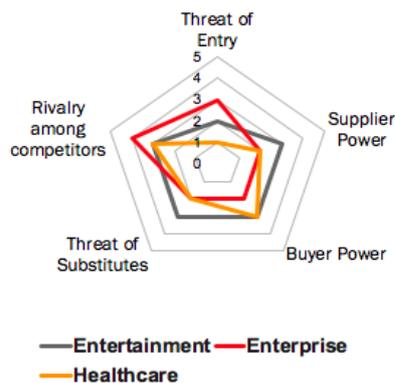 Threat of
Entry
5
4
3
2
1
0
Supplier
Power
Buyer Power
Threat of
Substitutes
Rivalry
among
competitors
Entertainment
Enterprise
Healthcare